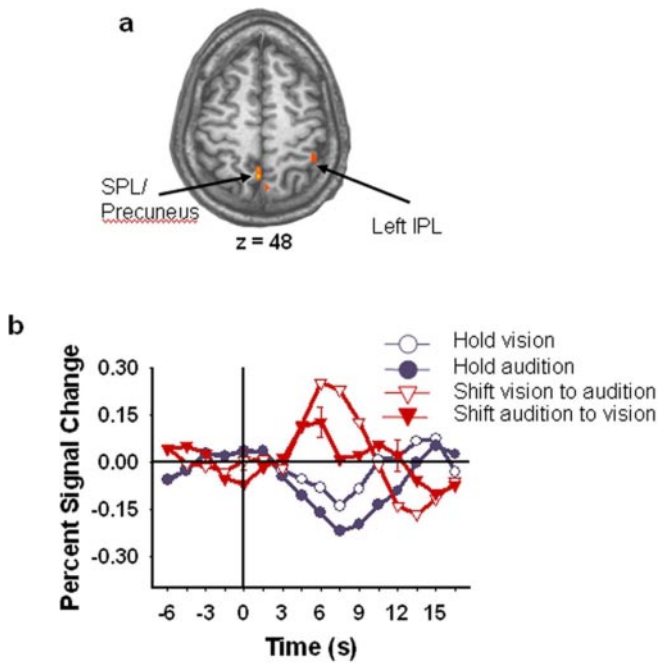 a
SPL/
Precuneus
Left IPL
z = 48
b
Hold vision
Hold audition
Shift vision to audition
Shift audition to vision
Percent Signal Change
0.30
0.15
0.00
-0.15
-0.30
-6 -3 0 3 6 9 12 15
Time (s)